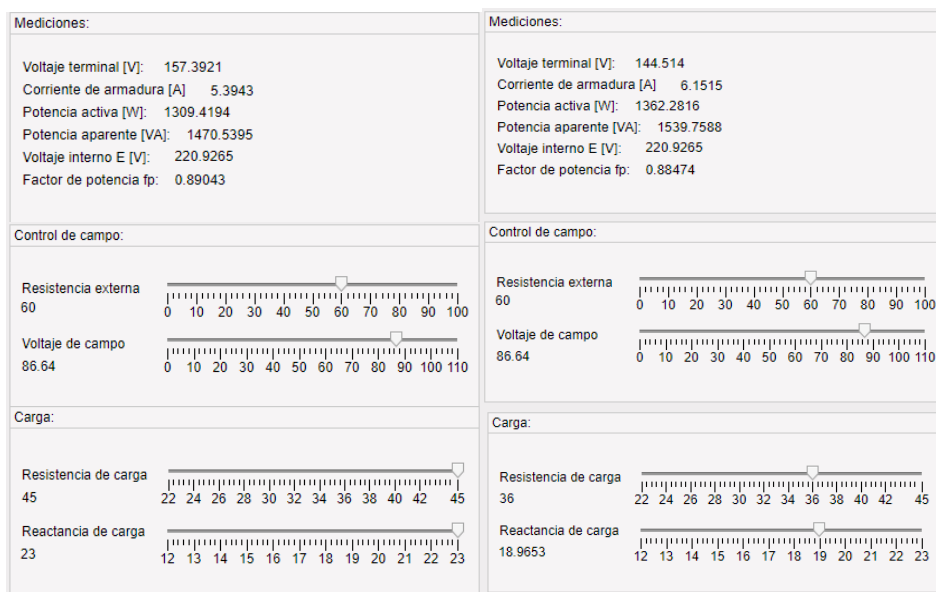 Mediciones:
Voltaje terminal [V]: 157.3921
Corriente de armadura [A] 5.3943
Potencia activa [W]: 1309.4194
Potencia aparente [VA]: 1470.5395
Voltaje interno E [V]: 220.9265
Factor de potencia fp: 0.89043
Control de campo:
Resistencia externa
60
0 10 20 30 40 50 60 70 80 90 100
Voltaje de campo
86.64
0 10 20 30 40 50 60 70 80 90 100 110
Carga:
Resistencia de carga
45
22 24 26 28 30 32 34 36 38 40 42 45
Reactancia de carga
23
12 13 14 15 16 17 18 19 20 21 22 23
Mediciones:
Voltaje terminal [V]: 144.514
Corriente de armadura [A] 6.1515
Potencia activa [W]: 1362.2816
Potencia aparente [VA]: 1539.7588
Voltaje interno E [V]: 220.9265
Factor de potencia fp: 0.88474
Control de campo:
Resistencia externa
60
0 10 20 30 40 50 60 70 80 90 100
Voltaje de campo
86.64
0 10 20 30 40 50 60 70 80 90 100 110
Carga:
Resistencia de carga
36
22 24 26 28 30 32 34 36 38 40 42 45
Reactancia de carga
18.9653
12 13 14 15 16 17 18 19 20 21 22 23